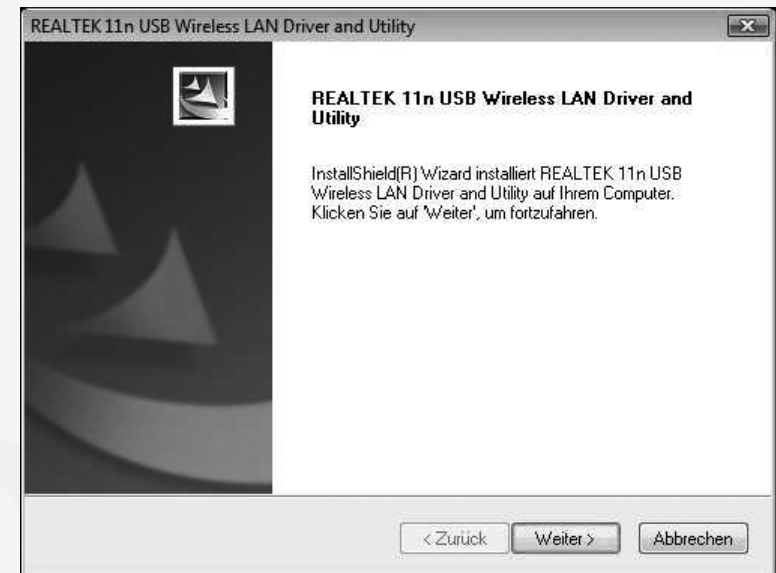 REALTEK 11n USB Wireless LAN Driver and Utility
REALTEK 11n USB Wireless LAN Driver and
Utility
InstallShield(R) Wizard installiert REALTEK 11n USB
Wireless LAN Driver and Utility auf Ihrem Computer.
Klicken Sie auf 'Weiter', um fortzufahren.
< Zurück Weiter > Abbrechen